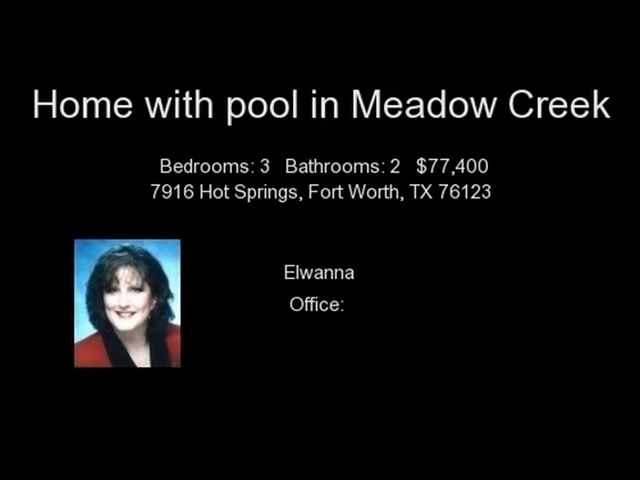 Home with pool in Meadow Creek
Bedrooms: 3 Bathrooms: 2 $77,400
7916 Hot Springs, Fort Worth, TX 76123
Elwanna
Office: